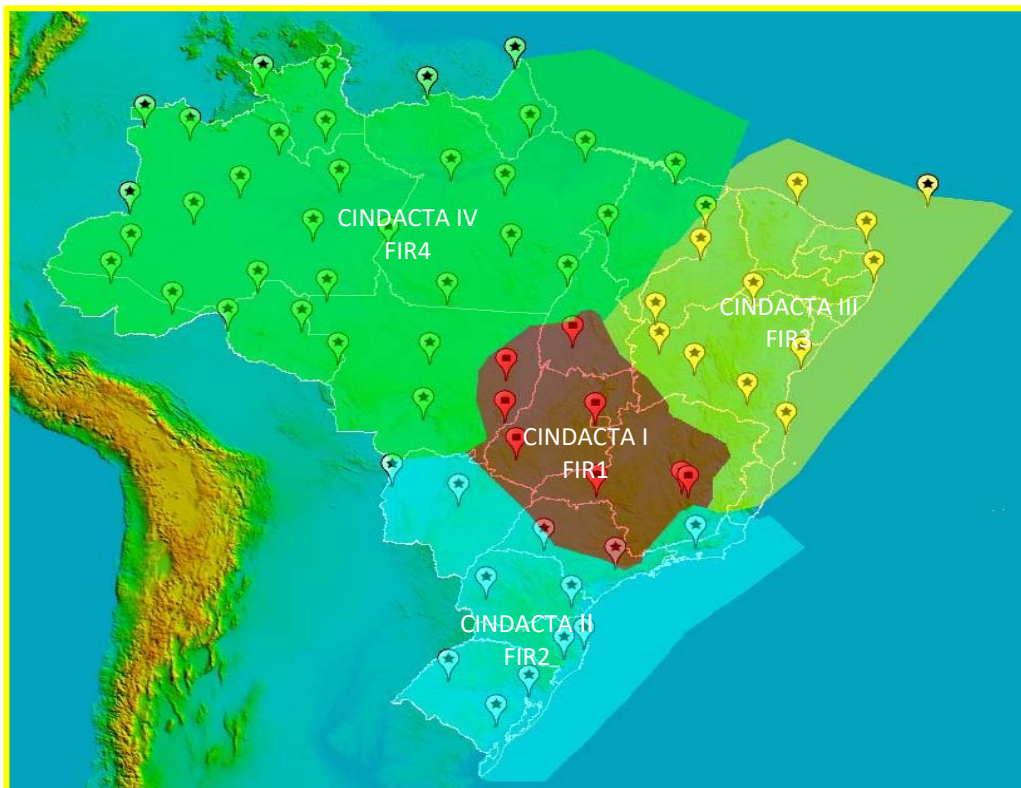 CINDACTA IV
FIR4
CINDACTA III
FIR3
CINDACTA I
FIR1
CINDACTA II
FIR2